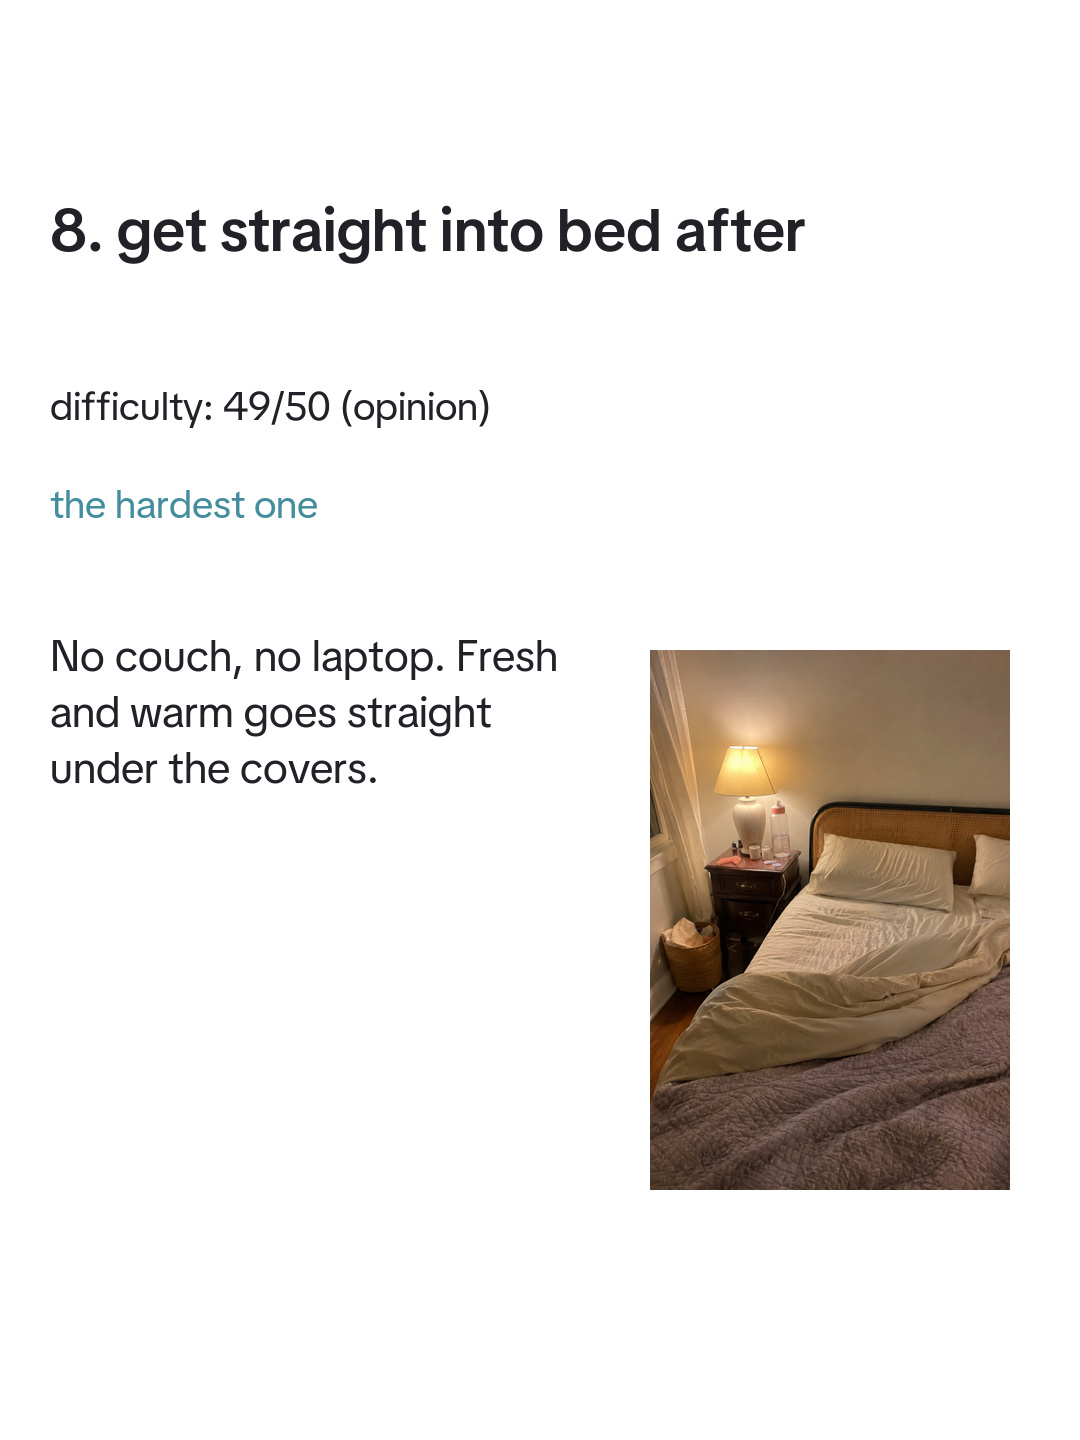 8. get straight into bed after
difficulty: 49/50 (opinion)
the hardest one
No couch, no laptop. Fresh
and warm goes straight
under the covers.